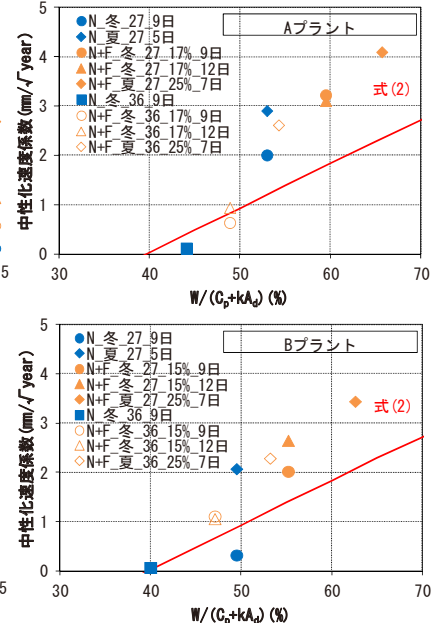 5
4
3
2
1
0
中性化速度係数(mm/√year)
N_冬_27_9日
N_夏_27_5日
N+F_冬_27_17%_9日
N+F_冬_27_17%_12日
N+F_夏_27_25%_7日
N_冬_36_9日
N+F_冬_36_17%_9日
N+F_冬_36_17%_12日
N+F_夏_36_25%_7日
Aプラント
式(2)
5
30 40 50 60 70
W/(Cp+kAd)(%)
5
4
3
2
1
0
中性化速度係数(mm/√year)
N_冬_27_9日
N_夏_27_5日
N+F_冬_27_15%_9日
N+F_冬_27_15%_12日
N+F_夏_27_25%_7日
N_冬_36_9日
N+F_冬_36_15%_9日
N+F_冬_36_15%_12日
N+F_夏_36_25%_7日
Bプラント
式(2)
5
30 40 50 60 70
W/(Cp+kAd)(%)